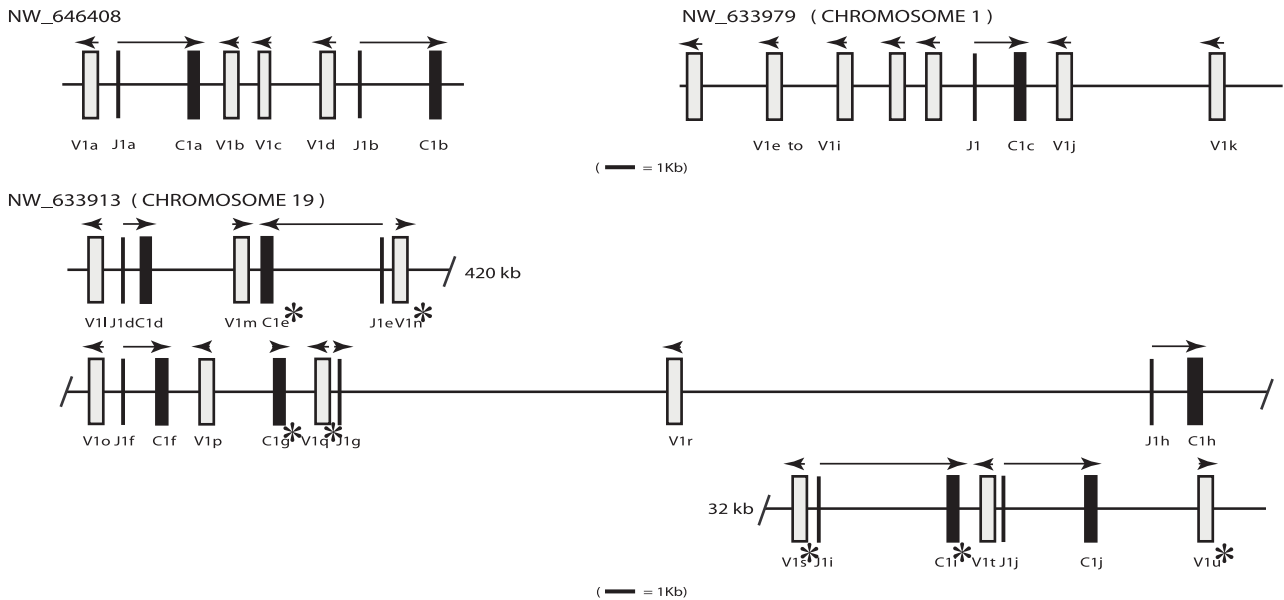 NW_646408
V1a J1a C1a V1b V1c V1d J1b C1b
NW_633979 ( CHROMOSOME 1 )
V1e to V1i J1 C1c V1j V1k
( = 1Kb)
NW_633913 ( CHROMOSOME 19 )
420 kb
V1l J1d C1d V1m C1e* J1e V1n*
V1o J1f C1f V1p C1g* V1q* J1g V1r J1h C1h
32 kb
V1s* J1i C1i* V1t J1j C1j V1u*
( = 1Kb)